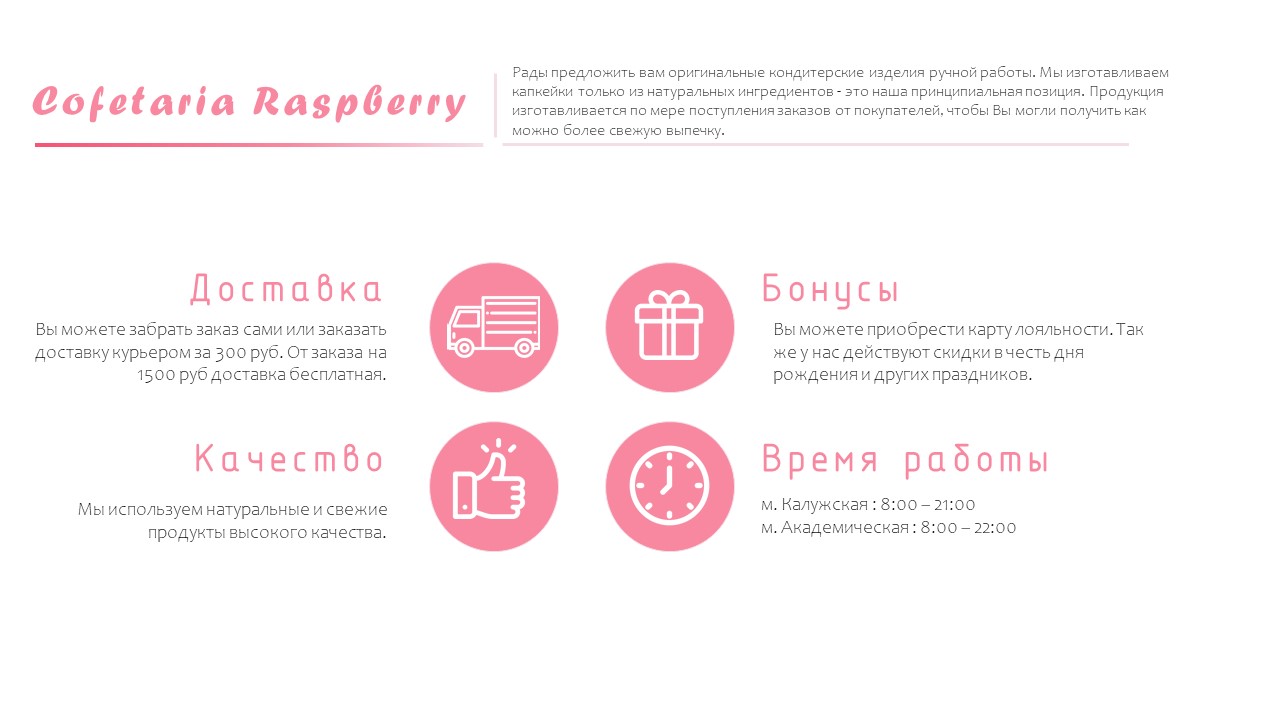 Cofetaria Raspberry
Рады предложить вам оригинальные кондитерские изделия ручной работы. Мы изготавливаем
капкейки только из натуральных ингредиентов - это наша принципиальная позиция. Продукция
изготавливается по мере поступления заказов от покупателей, чтобы Вы могли получить как
можно более свежую выпечку.
Доставка
Вы можете забрать заказ сами или заказать
доставку курьером за 300 руб. От заказа на
1500 руб доставка бесплатная.
Бонусы
Вы можете приобрести карту лояльности. Так
же у нас действуют скидки в честь дня
рождения и других праздников.
Качество
Мы используем натуральные и свежие
продукты высокого качества.
Время работы
м. Калужская : 8:00 – 21:00
м. Академическая : 8:00 – 22:00